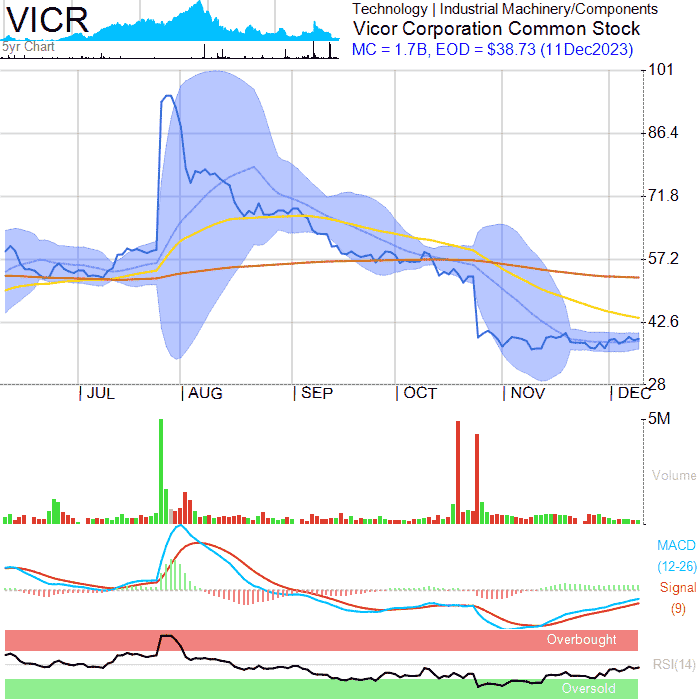 VICR
5yr Chart
Technology | Industrial Machinery/Components
Vicor Corporation Common Stock
MC = 1.7B, EOD = $38.73 (11Dec2023)
101
86.4
71.8
57.2
42.6
28
JUL
AUG
SEP
OCT
NOV
DEC
5M
Volume
MACD
(12-26)
Signal
(9)
Overbought
RSI(14)
Oversold